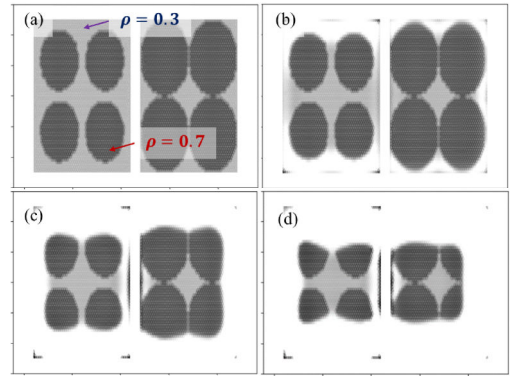 (a)
ρ = 0.3
ρ = 0.7
(b)
(c)
(d)